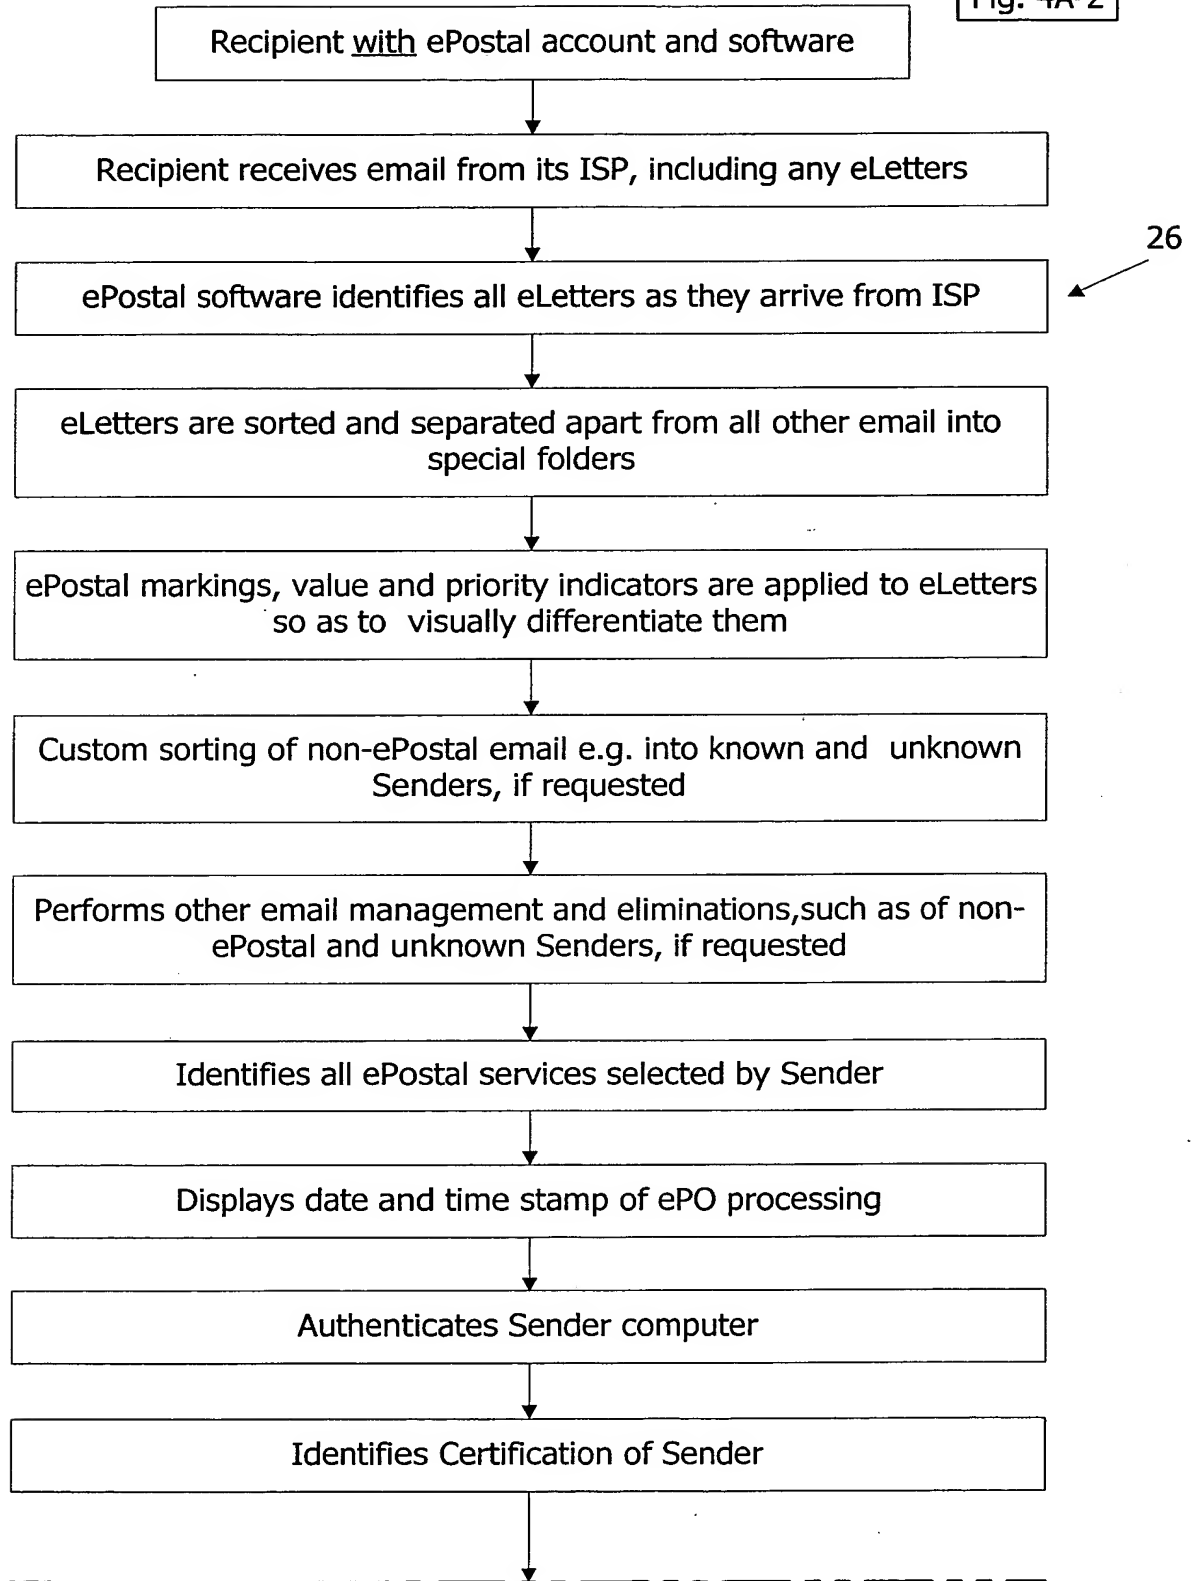 Fig. 4A-2
Recipient with ePostal account and software
Recipient receives email from its ISP, including any eLetters
26
ePostal software identifies all eLetters as they arrive from ISP
eLetters are sorted and separated apart from all other email into
special folders
ePostal markings, value and priority indicators are applied to eLetters
so as to visually differentiate them
Custom sorting of non-ePostal email e.g. into known and unknown
Senders, if requested
Performs other email management and eliminations,such as of non-
ePostal and unknown Senders, if requested
Identifies all ePostal services selected by Sender
Displays date and time stamp of ePO processing
Authenticates Sender computer
Identifies Certification of Sender